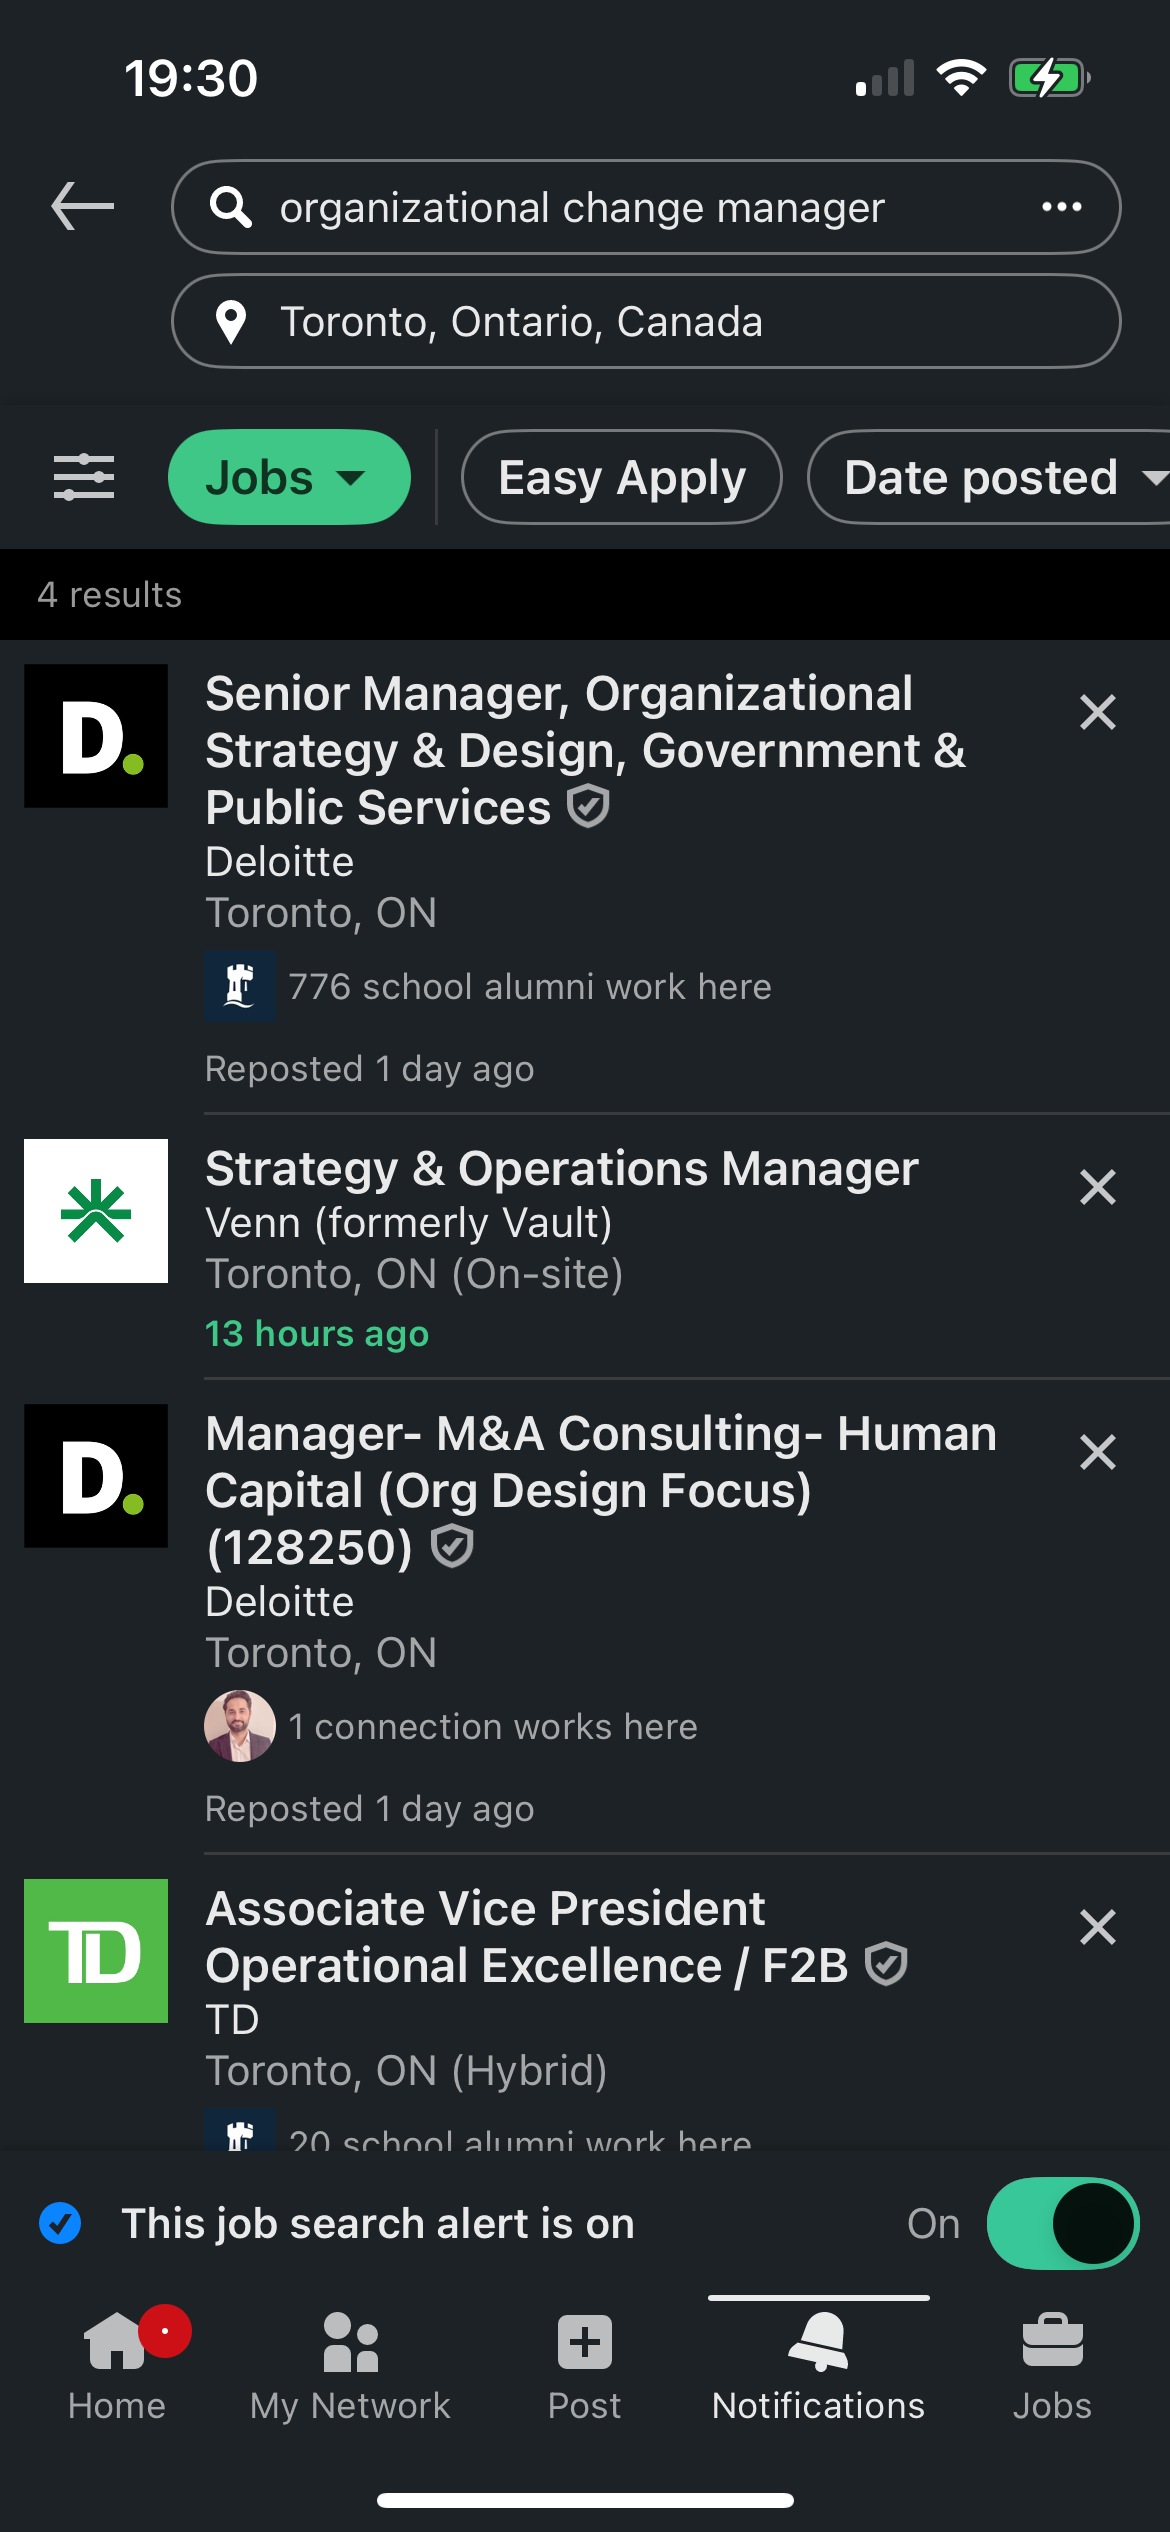 19:30
organizational change manager
Toronto, Ontario, Canada
Jobs
Easy Apply
Date posted
4 results
D.
Senior Manager, Organizational
Strategy & Design, Government &
Public Services
Deloitte
Toronto, ON
776 school alumni work here
Reposted 1 day ago
Strategy & Operations Manager
Venn (formerly Vault)
Toronto, ON (On-site)
13 hours ago
D.
Manager- M&A Consulting- Human
Capital (Org Design Focus)
(128250)
Deloitte
Toronto, ON
1 connection works here
Reposted 1 day ago
TD
Associate Vice President
Operational Excellence / F2B
TD
Toronto, ON (Hybrid)
20 school alumni work here
This job search alert is on
On
Home
My Network
Post
Notifications
Jobs